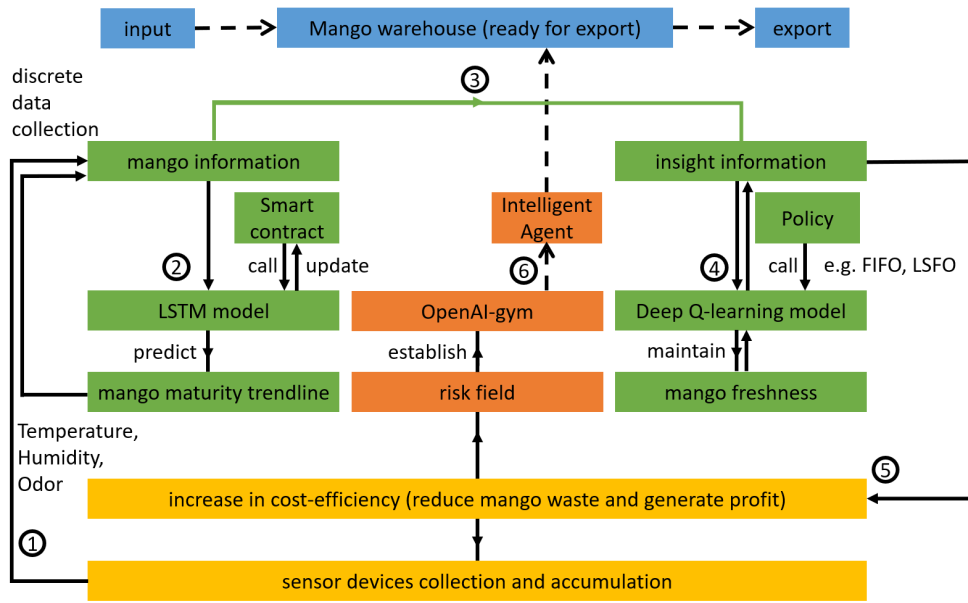 input
Mango warehouse (ready for export)
export
discrete
data
collection
3
mango information
insight information
Smart
contract
Intelligent
Agent
Policy
2
call
update
6
4
call
e.g. FIFO, LSFO
LSTM model
OpenAI-gym
Deep Q-learning model
predict
establish
maintain
mango maturity trendline
risk field
mango freshness
Temperature,
Humidity,
Odor
5
increase in cost-efficiency (reduce mango waste and generate profit)
1
sensor devices collection and accumulation